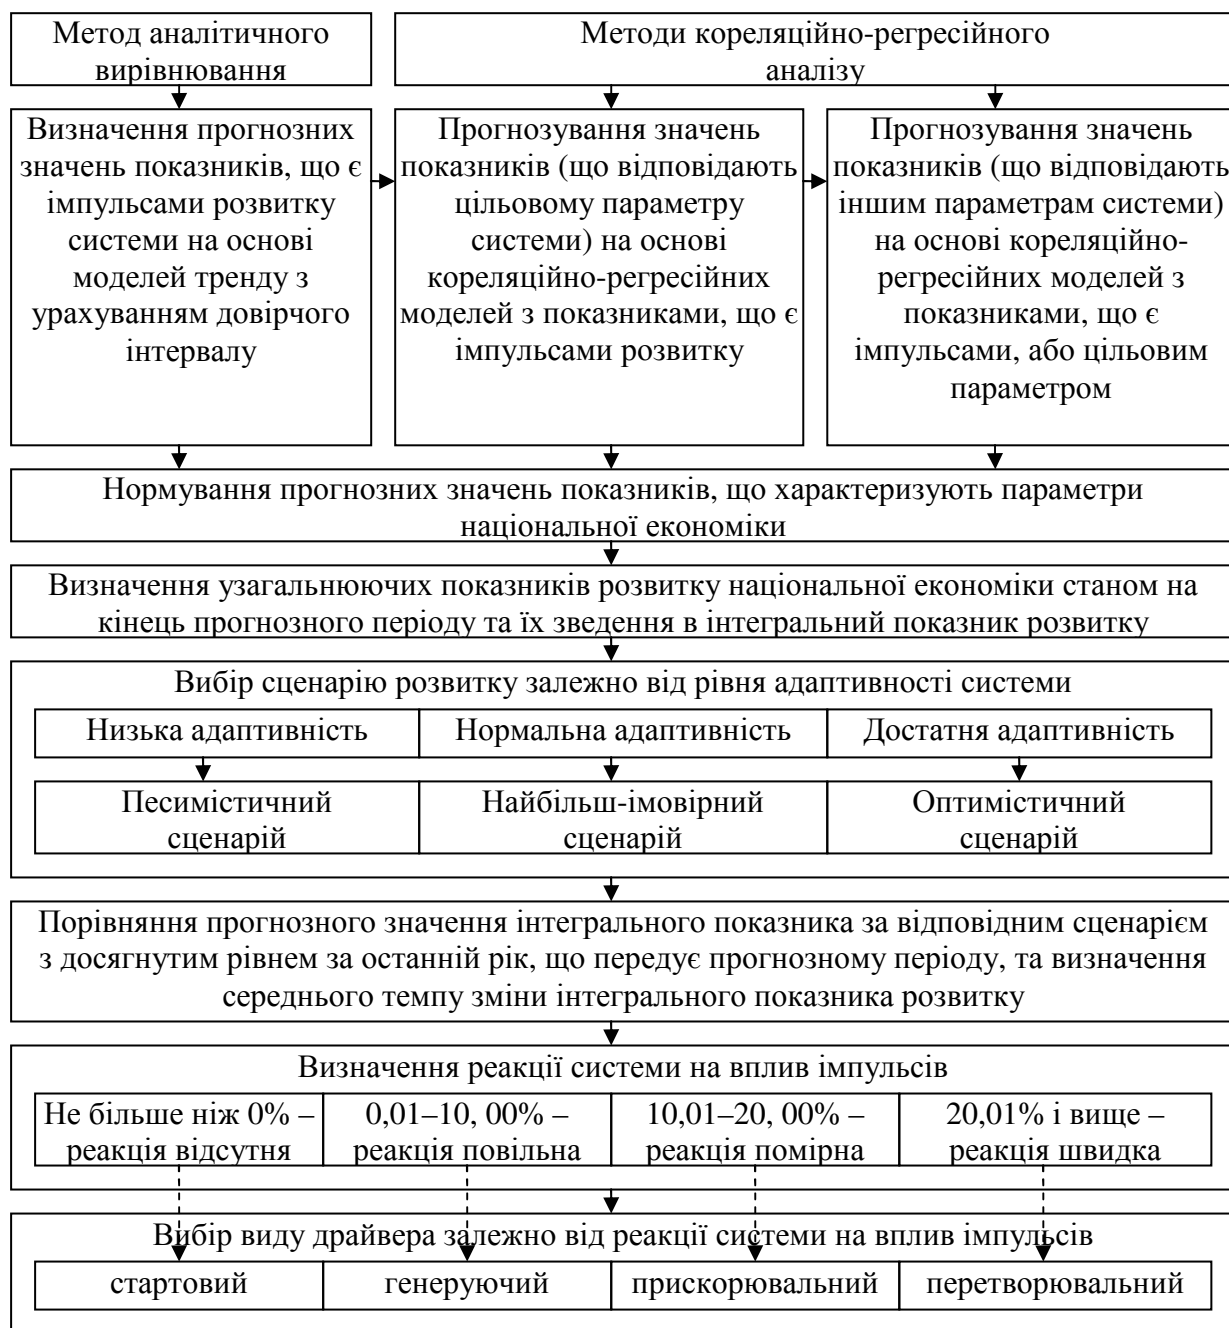 Метод аналітичного
вирівнювання
Методи кореляційно-регресійного
аналізу
Визначення прогнозних
значень показників, що є
імпульсами розвитку
системи на основі
моделей тренду з
урахуванням довірчого
інтервалу
Прогнозування значень
показників (що відповідають
цільовому параметру
системи) на основі
кореляційно-регресійних
моделей з показниками, що є
імпульсами розвитку
Прогнозування значень
показників (що відповідають
іншим параметрам системи)
на основі кореляційно-
регресійних моделей з
показниками, що є
імпульсами, або цільовим
параметром
Нормування прогнозних значень показників, що характеризують параметри
національної економіки
Визначення узагальнюючих показників розвитку національної економіки станом на
кінець прогнозного періоду та їх зведення в інтегральний показник розвитку
Вибір сценарію розвитку залежно від рівня адаптивності системи
Низька адаптивність
Нормальна адаптивність
Достатня адаптивність
Песимістичний
сценарій
Найбільш-імовірний
сценарій
Оптимістичний
сценарій
Порівняння прогнозного значення інтегрального показника за відповідним сценарієм
з досягнутим рівнем за останній рік, що передує прогнозному періоду, та визначення
середнього темпу зміни інтегрального показника розвитку
Визначення реакції системи на вплив імпульсів
Не більше ніж 0% –
реакція відсутня
0,01–10, 00% –
реакція повільна
10,01–20, 00% –
реакція помірна
20,01% і вище –
реакція швидка
Вибір виду драйвера залежно від реакції системи на вплив імпульсів
стартовий
генеруючий
прискорювальний
перетворювальний